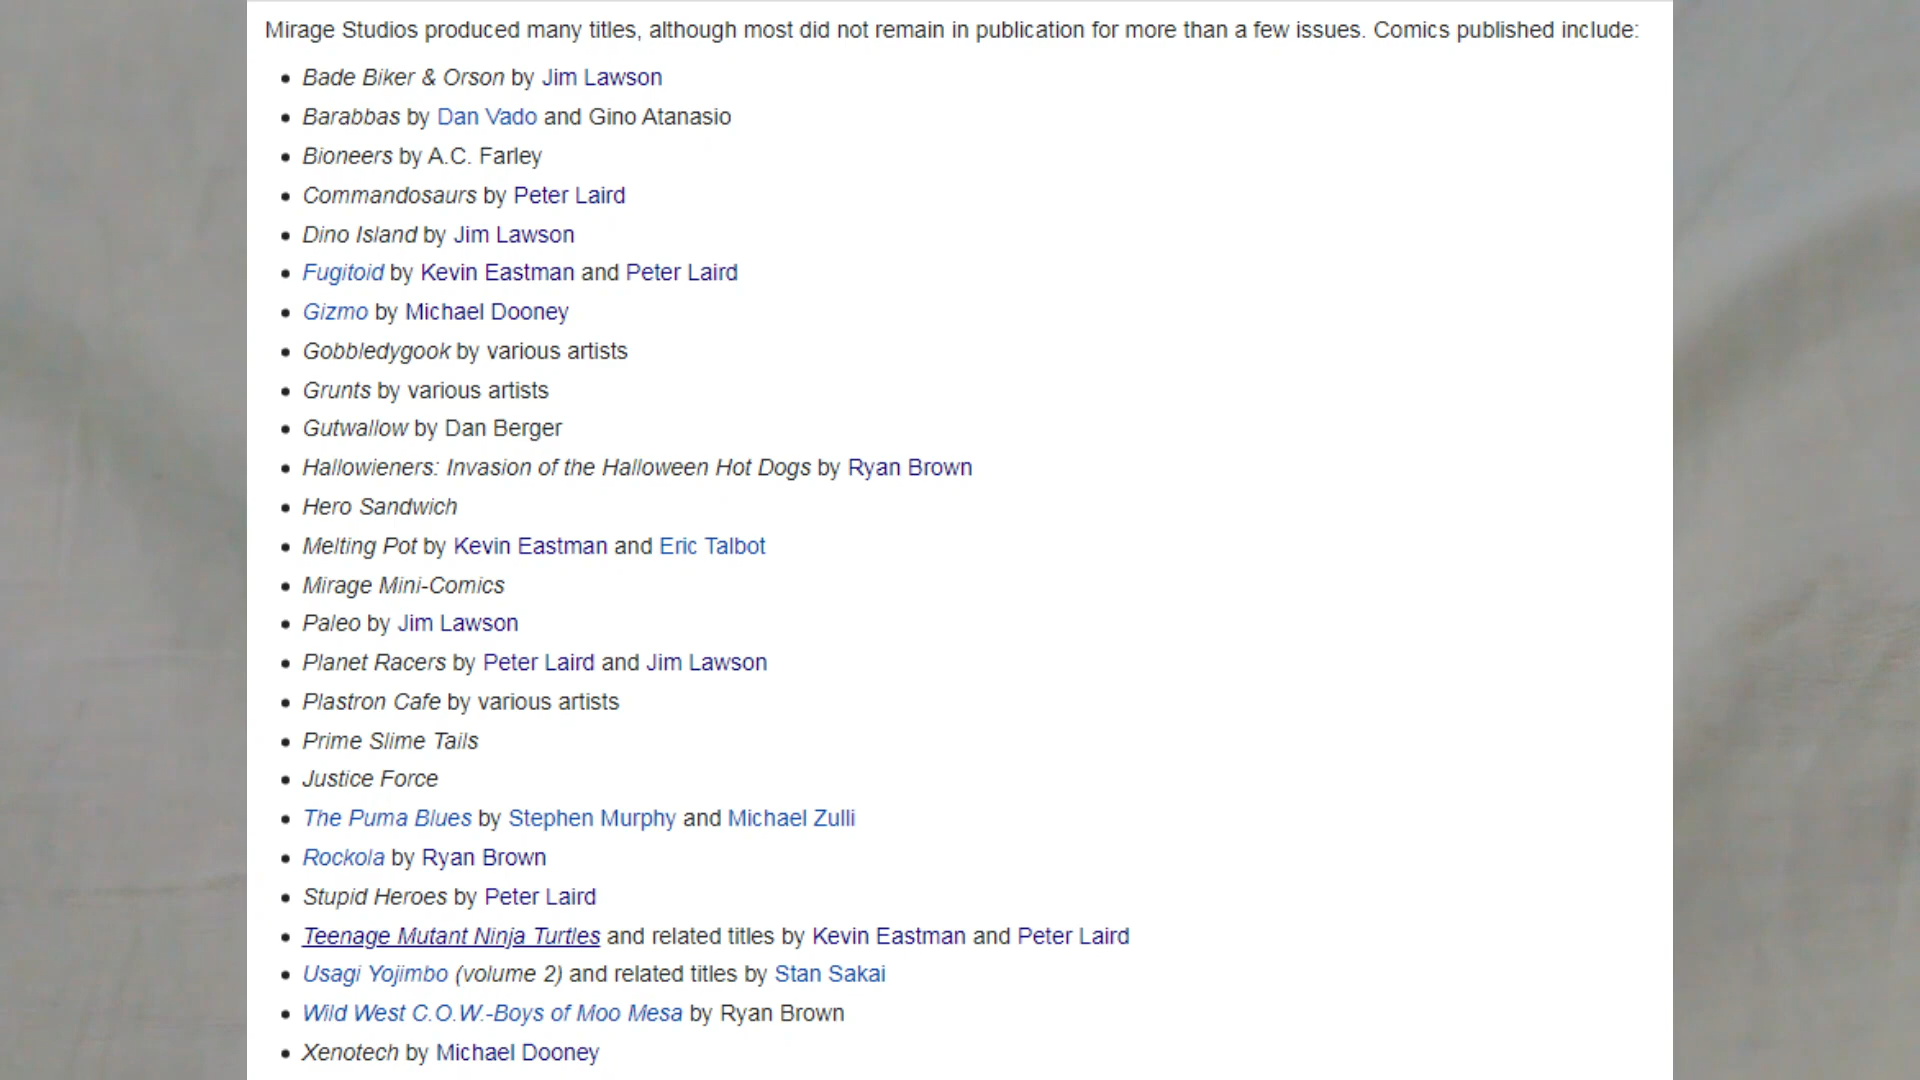 Mirage Studios produced many titles, although most did not remain in publication for more than a few issues. Comics published include:
Bade Biker & Orson by Jim Lawson
Barabbas by Dan Vado and Gino Atanasio
Bioneers by A.C. Farley
Commandosaurs by Peter Laird
Dino Island by Jim Lawson
Fugitoid by Kevin Eastman and Peter Laird
Gizmo by Michael Dooney
Gobbledygook by various artists
Grunts by various artists
Gutwallow by Dan Berger
Hallowieners: Invasion of the Halloween Hot Dogs by Ryan Brown
Hero Sandwich
Melting Pot by Kevin Eastman and Eric Talbot
Mirage Mini-Comics
Paleo by Jim Lawson
Planet Racers by Peter Laird and Jim Lawson
Plastron Cafe by various artists
Prime Slime Tails
Justice Force
The Puma Blues by Stephen Murphy and Michael Zulli
Rockola by Ryan Brown
Stupid Heroes by Peter Laird
Teenage Mutant Ninja Turtles and related titles by Kevin Eastman and Peter Laird
Usagi Yojimbo (volume 2) and related titles by Stan Sakai
Wild West C.O.W.-Boys of Moo Mesa by Ryan Brown
Xenotech by Michael Dooney